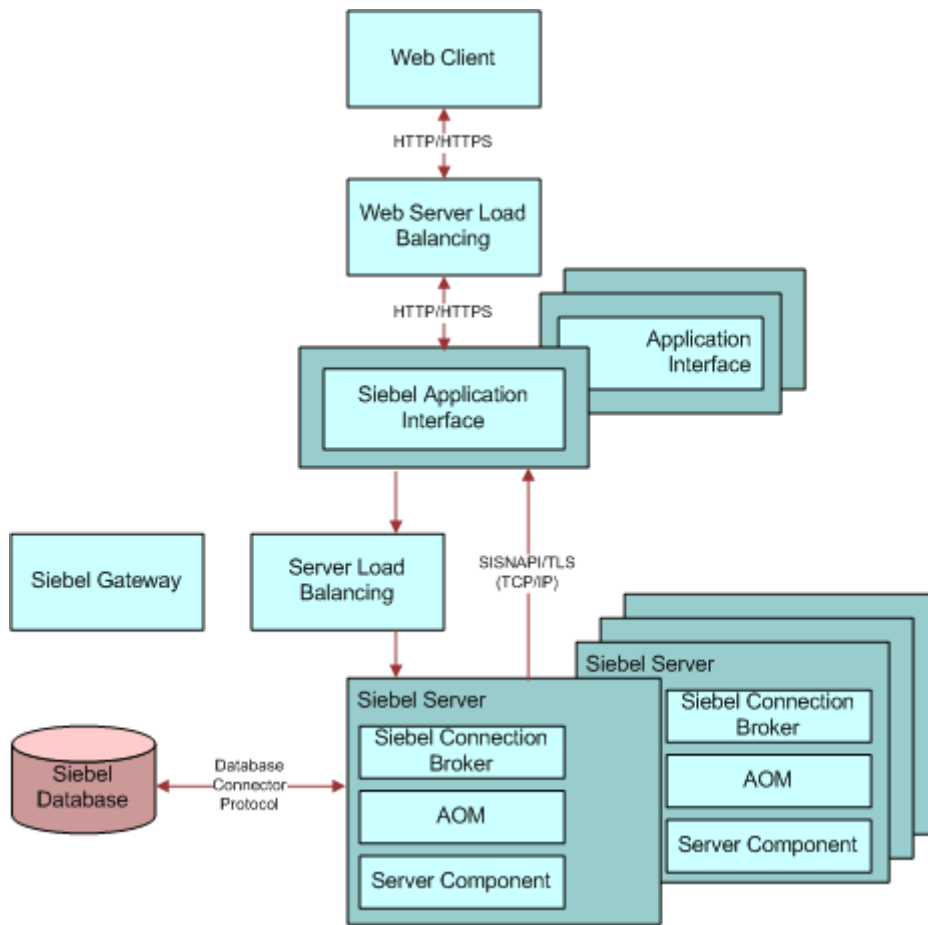 Web Client
HTTP/HTTPS
Web Server Load
Balancing
HTTP/HTTPS
Application
Interface
Siebel Application
Interface
Siebel Gateway
Server Load
Balancing
SISNAPI/TLS
(TCP/IP)
Siebel Server
Siebel Connection
Broker
AOM
Server Component
Siebel Server
Siebel Connection
Broker
AOM
Server Component
Siebel
Database
Database
Connector
Protocol